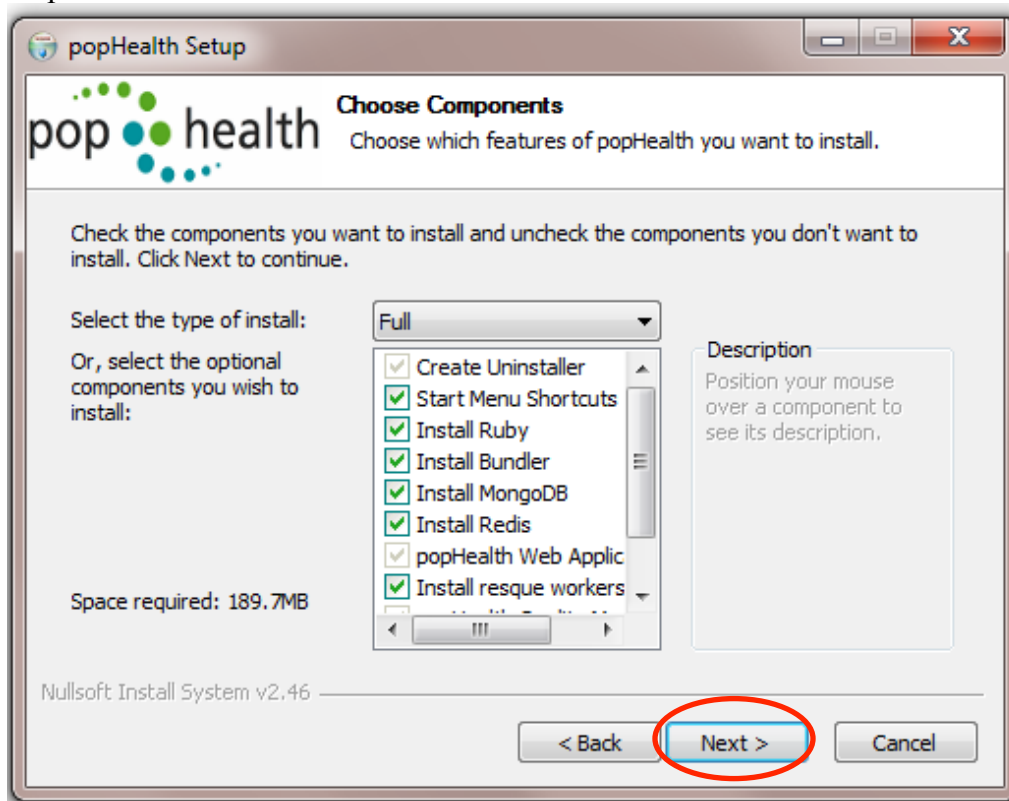 popHealth Setup
pop health
Choose Components
Choose which features of popHealth you want to install.
Check the components you want to install and uncheck the components you don't want to
install. Click Next to continue.
Select the type of install:
Full
Or, select the optional
components you wish to
install:
Create Uninstaller
Start Menu Shortcuts
Install Ruby
Install Bundler
Install MongoDB
Install Redis
popHealth Web Applic
Install resque workers
Description
Position your mouse
over a component to
see its description.
Space required: 189.7MB
Nullsoft Install System v2.46
< Back
Next >
Cancel